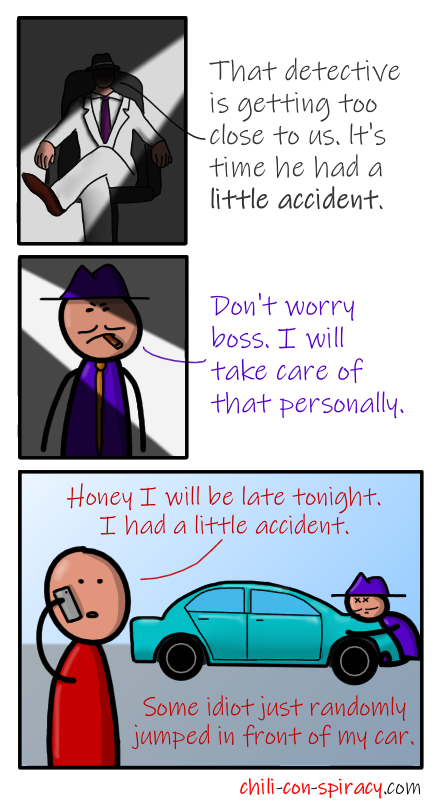 That detective
is getting too
close to us. It's
time he had a
little accident.
Don't worry
boss. I will
take care of
that personally.
Honey I will be late tonight.
I had a little accident.
Some idiot just randomly
jumped in front of my car.
chili-con-spiracy.com